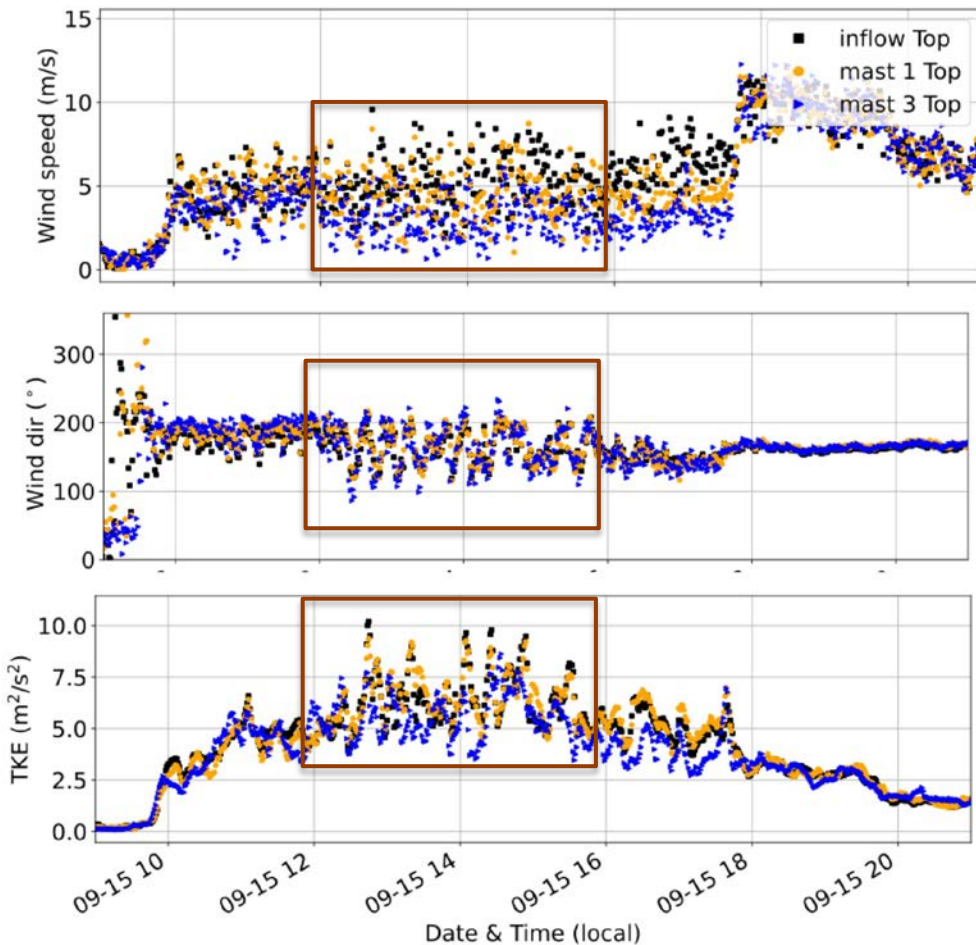 15
10
5
0
Wind speed (m/s)
inflow Top
mast 1 Top
mast 3 Top
300
200
100
0
Wind dir (°)
10.0
7.5
5.0
2.5
0.0
TKE (m²/s²)
09-15 10
09-15 12
09-15 14
09-15 16
09-15 18
09-15 20
Date & Time (local)